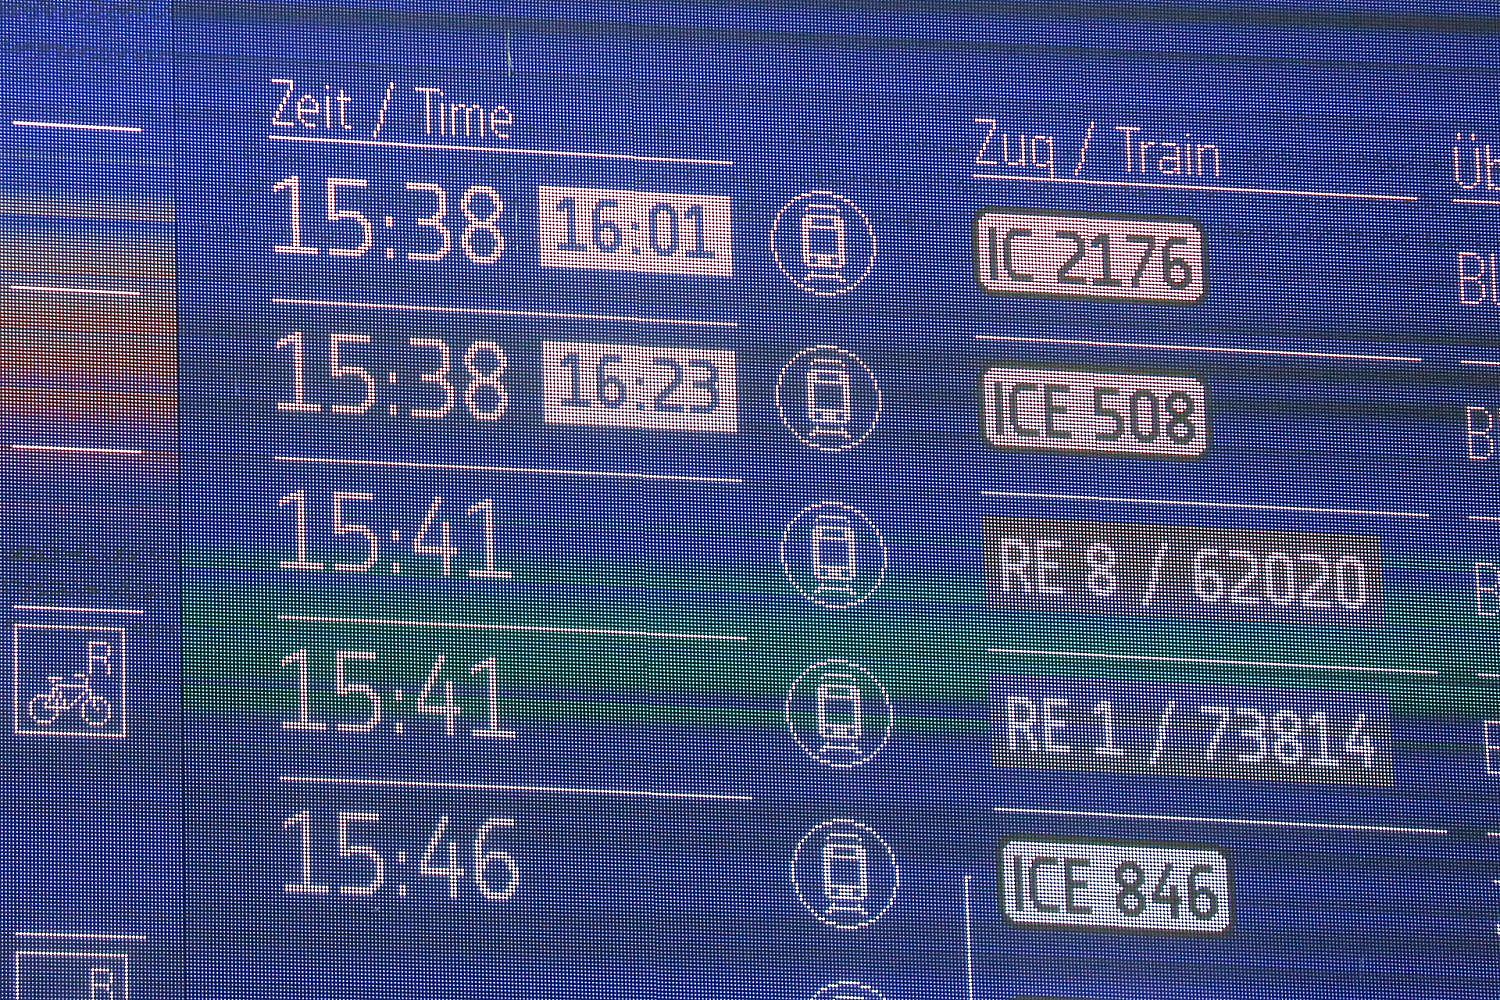 Zeit / Time Zug / Train Üb
15:38 16:01 IC 2176
15:38 16:23 ICE 508 B
15:41 RE 8 / 62020
15:41 RE 1 / 73814
15:46 ICE 846
R
R